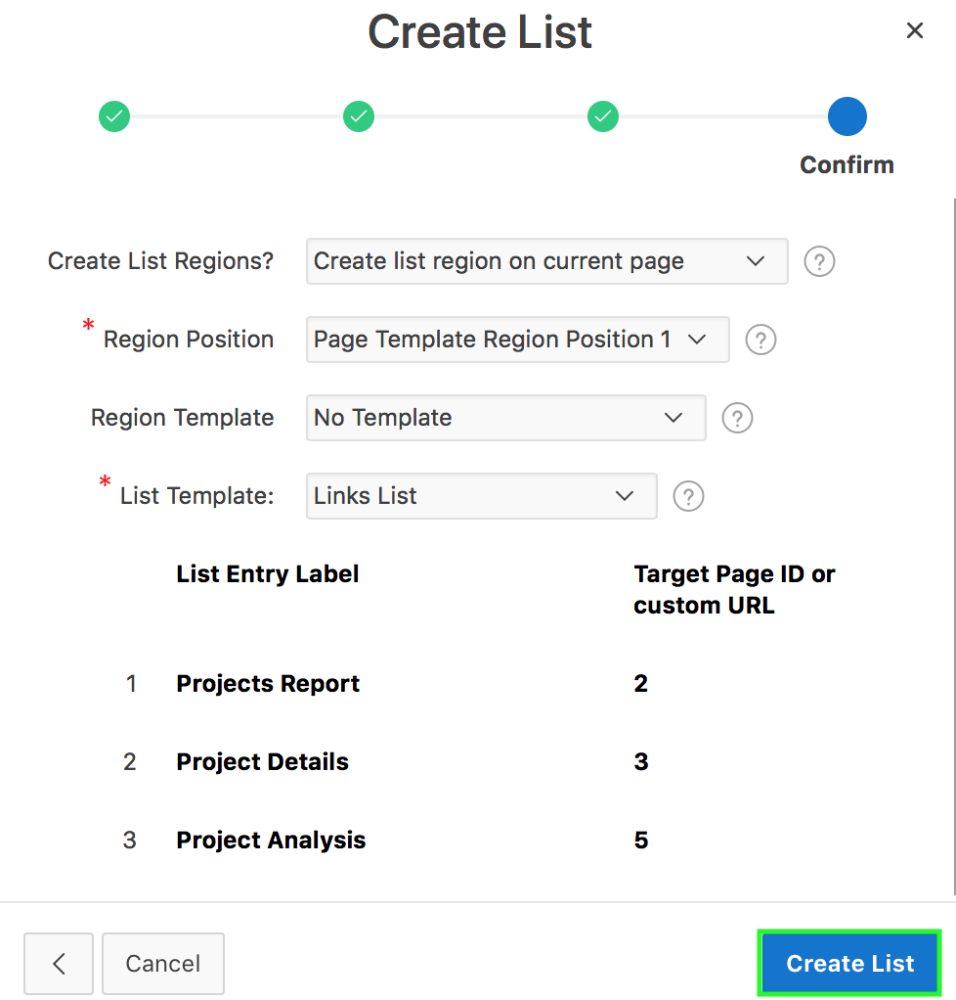 Create List
Confirm
Create List Regions? Create list region on current page ?
* Region Position Page Template Region Position 1 ?
Region Template No Template ?
* List Template: Links List ?
List Entry Label Target Page ID or
custom URL
1 Projects Report 2
2 Project Details 3
3 Project Analysis 5
Cancel Create List